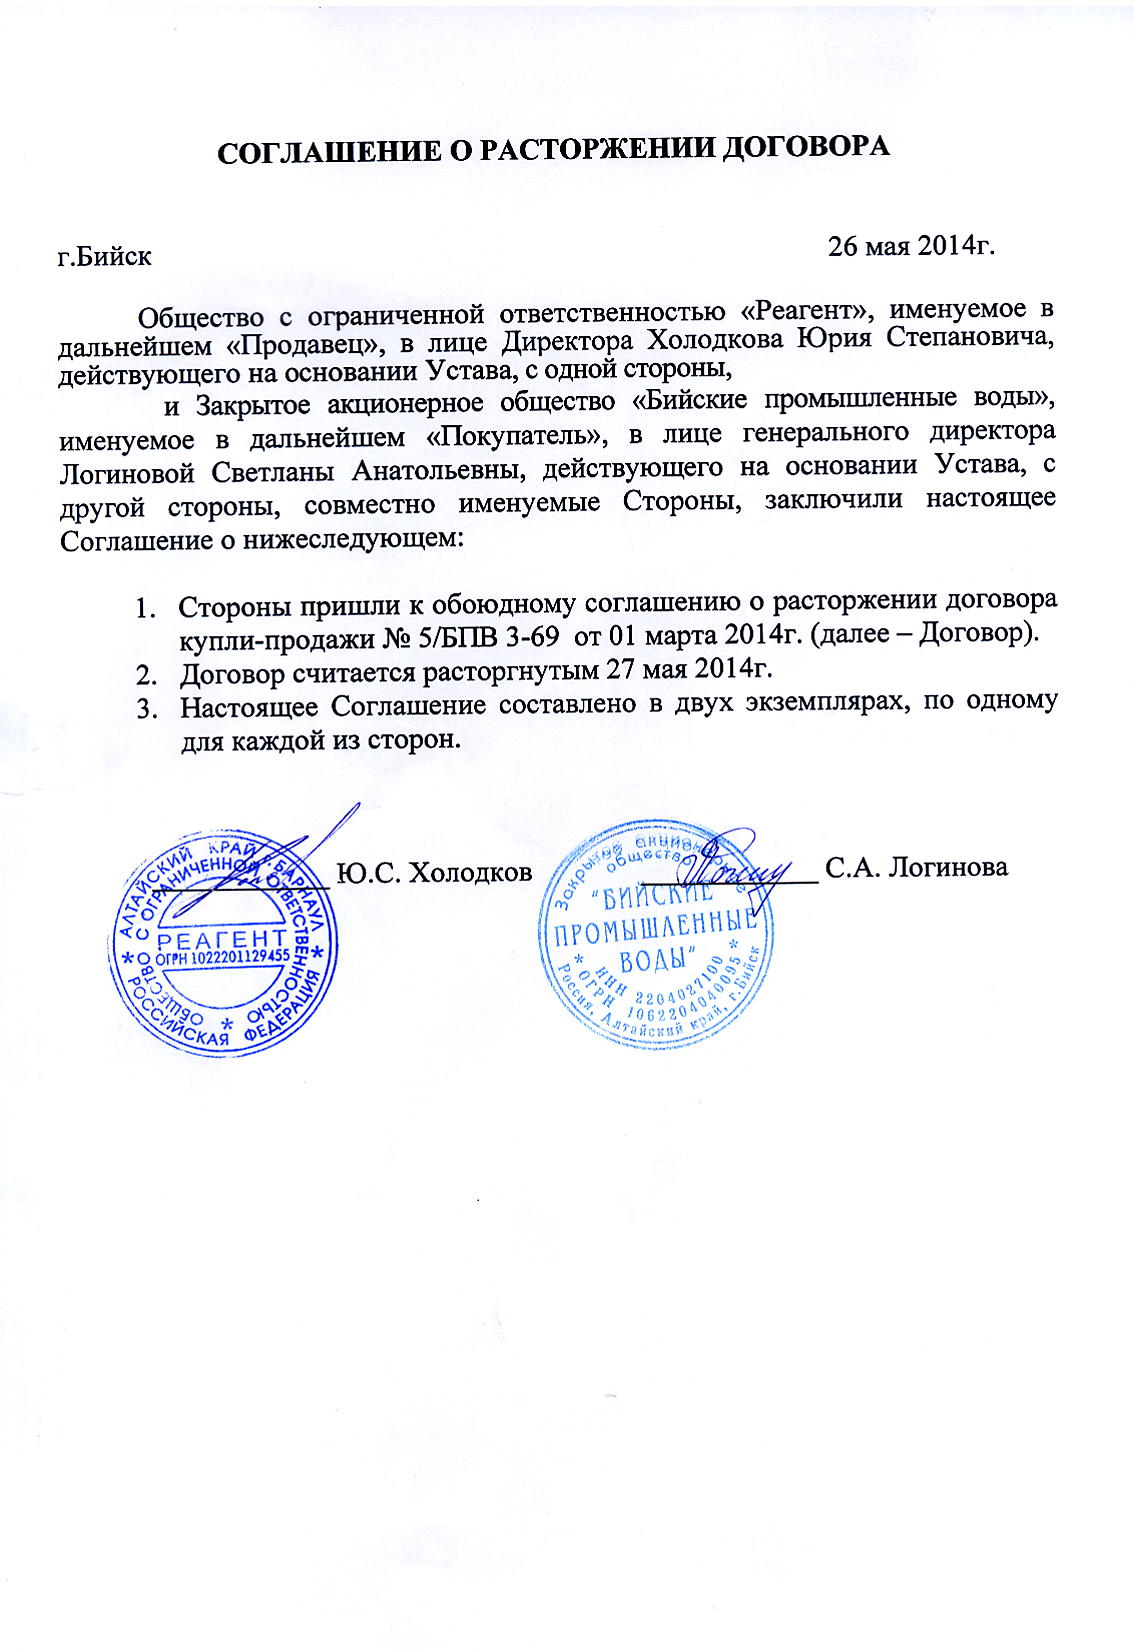 СОГЛАШЕНИЕ О РАСТОРЖЕНИИ ДОГОВОРА
г.Бийск 26 мая 2014г.
Общество с ограниченной ответственностью «Реагент», именуемое в
дальнейшем «Продавец», в лице Директора Холодкова Юрия Степановича,
действующего на основании Устава, с одной стороны,
и Закрытое акционерное общество «Бийские промышленные воды»,
именуемое в дальнейшем «Покупатель», в лице генерального директора
Логиновой Светланы Анатольевны, действующего на основании Устава, с
другой стороны, совместно именуемые Стороны, заключили настоящее
Соглашение о нижеследующем:
1. Стороны пришли к обоюдному соглашению о расторжении договора
купли-продажи № 5/БПВ 3-69 от 01 марта 2014г. (далее – Договор).
2. Договор считается расторгнутым 27 мая 2014г.
3. Настоящее Соглашение составлено в двух экземплярах, по одному
для каждой из сторон.
Ю.С. Холодков С.А. Логинова
АЛТАЙСКИЙ КРАЙ г.БАРНАУЛ
* РОССИЙСКАЯ ФЕДЕРАЦИЯ *
ОБЩЕСТВО С ОГРАНИЧЕННОЙ ОТВЕТСТВЕННОСТЬЮ *
РЕАГЕНТ
ОГРН 1022201129455
Закрытое акционерное
общество
"БИЙСКИЕ
ПРОМЫШЛЕННЫЕ
ВОДЫ"
ИНН 2204027100
* ОГРН 1062204040095 *
Россия, Алтайский край, г.Бийск